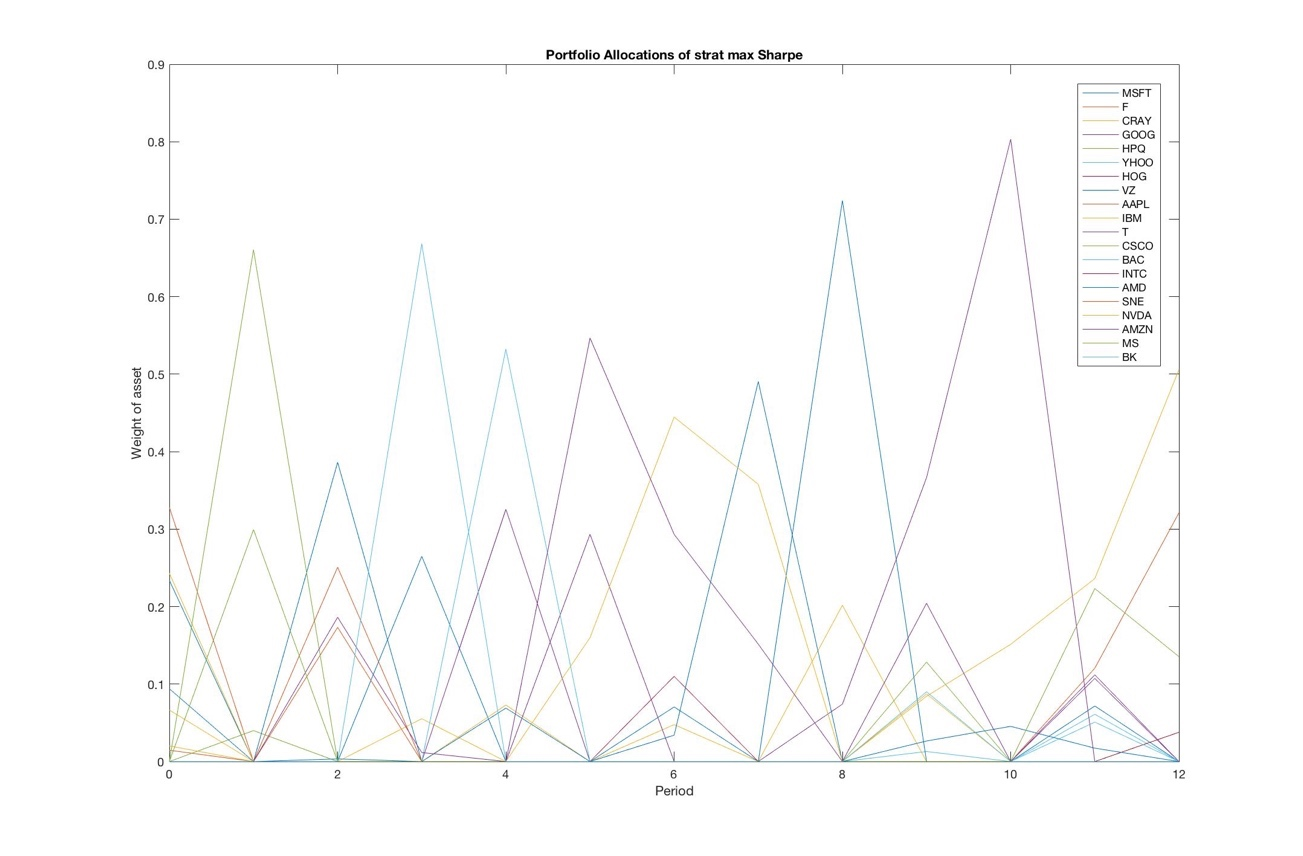 Portfolio Allocations of strat max Sharpe
0.9
0.8
0.7
0.6
0.5
0.4
0.3
0.2
0.1
0
Weight of asset
MSFT
F
CRAY
GOOG
HPQ
YHOO
HOG
VZ
AAPL
IBM
T
CSCO
BAC
INTC
AMD
SNE
NVDA
AMZN
MS
BK
0 2 4 6 8 10 12
Period